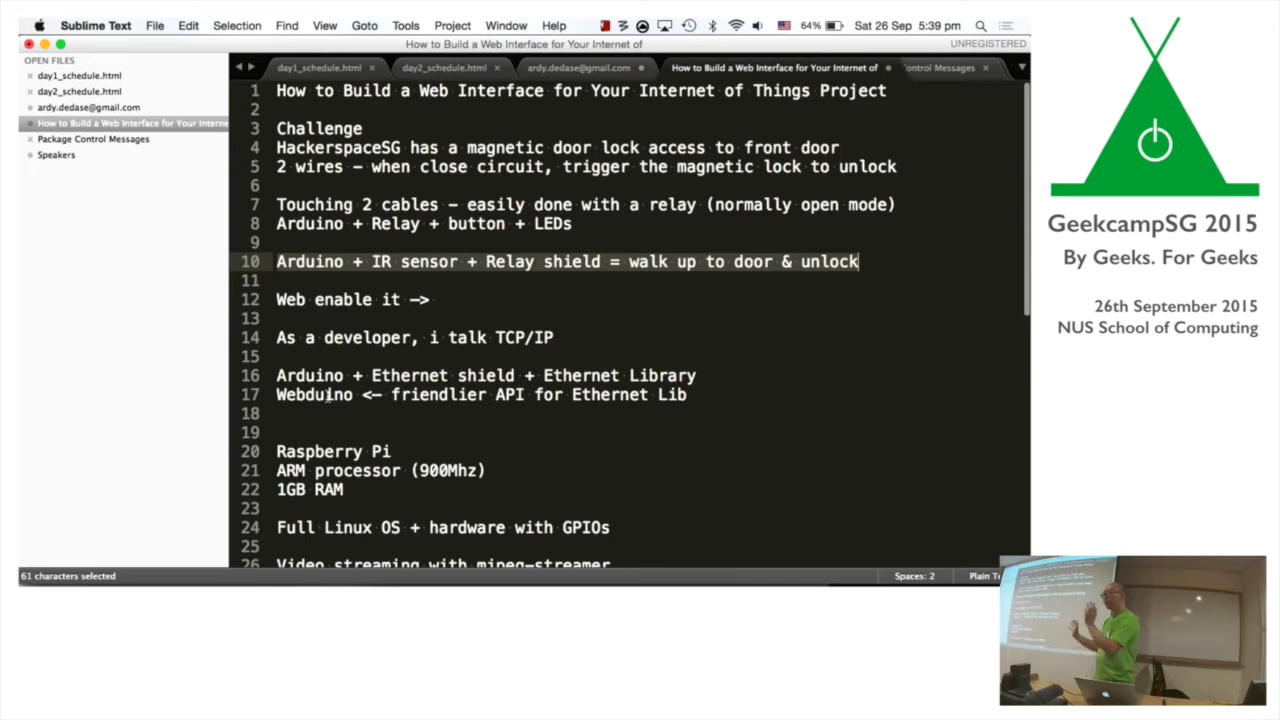 Sublime Text File Edit Selection Find View Goto Tools Project Window Help 64% Sat 26 Sep 5:39 pm
How to Build a Web Interface for Your Internet of UNREGISTERED
OPEN FILES
day1_schedule.html
day2_schedule.html
ardy.dedase@gmail.com
How to Build a Web Interface for Your Interne
Package Control Messages
Speakers
day1_schedule.html day2_schedule.html ardy.dedase@gmail.com How to Build a Web Interface for Your Internet of ontrol Messages
1 How to Build a Web Interface for Your Internet of Things Project
2
3 Challenge
4 HackerspaceSG has a magnetic door lock access to front door
5 2 wires – when close circuit, trigger the magnetic lock to unlock
6
7 Touching 2 cables – easily done with a relay (normally open mode)
8 Arduino + Relay + button + LEDs
9
10 Arduino + IR sensor + Relay shield = walk up to door & unlock
11
12 Web enable it –>
13
14 As a developer, i talk TCP/IP
15
16 Arduino + Ethernet shield + Ethernet Library
17 Webduino <– friendlier API for Ethernet Lib
18
19
20 Raspberry Pi
21 ARM processor (900Mhz)
22 1GB RAM
23
24 Full Linux OS + hardware with GPIOs
25
26 Video streaming with mjpeg-streamer
61 characters selected Spaces: 2 Plain Te
GeekcampSG 2015
By Geeks. For Geeks
26th September 2015
NUS School of Computing